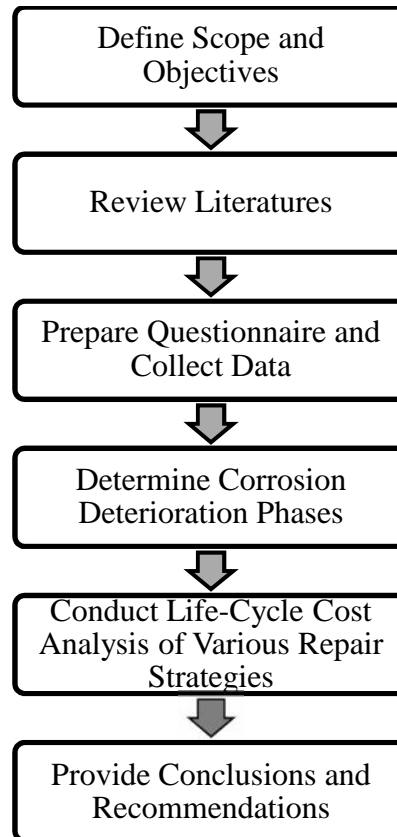 Define Scope and
Objectives
Review Literatures
Prepare Questionnaire and
Collect Data
Determine Corrosion
Deterioration Phases
Conduct Life-Cycle Cost
Analysis of Various Repair
Strategies
Provide Conclusions and
Recommendations